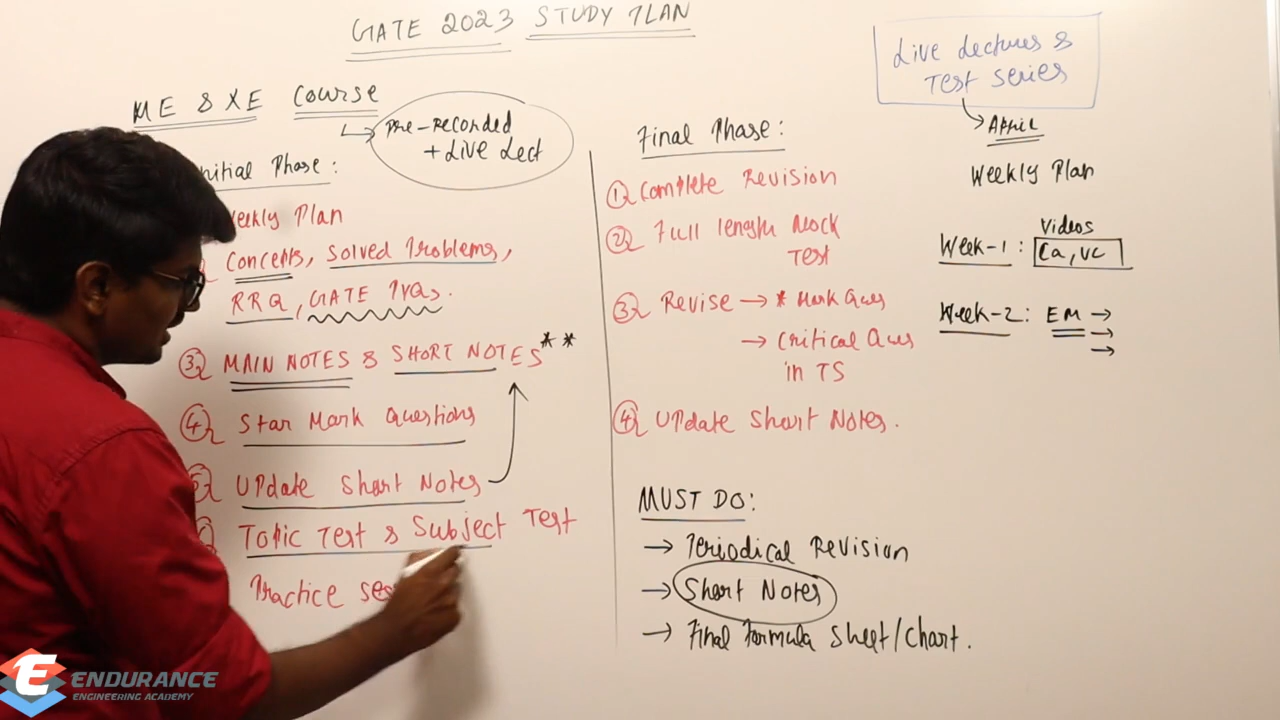 GATE 2023 STUDY PLAN
ME & XE Course
Pre-recorded
+ Live Lect
Initial Phase:
Weekly Plan
Concepts, Solved Problems,
RRQ, GATE PYQs.
③ MAIN NOTES & SHORT NOTES**
④ Star Mark Questions
⑤ Update Short Notes
Topic Test & Subject Test
Practice
Final Phase:
① Complete Revision
② Full length Mock
Test
③ Revise → * Mark Ques
→ Critical Ques
in TS
④ Update Short Notes.
MUST DO:
→ Periodical Revision
→ Short Notes
→ Final Formula Sheet/Chart.
Live Lectures &
Test Series
April
Weekly Plan
Videos
Week-1: Ca, VC
Week-2: EM →
→
→
E ENDURANCE
ENGINEERING ACADEMY